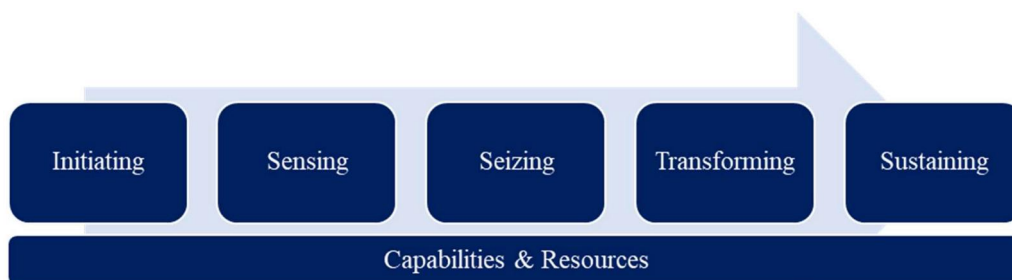 Initiating
Sensing
Seizing
Transforming
Sustaining
Capabilities & Resources